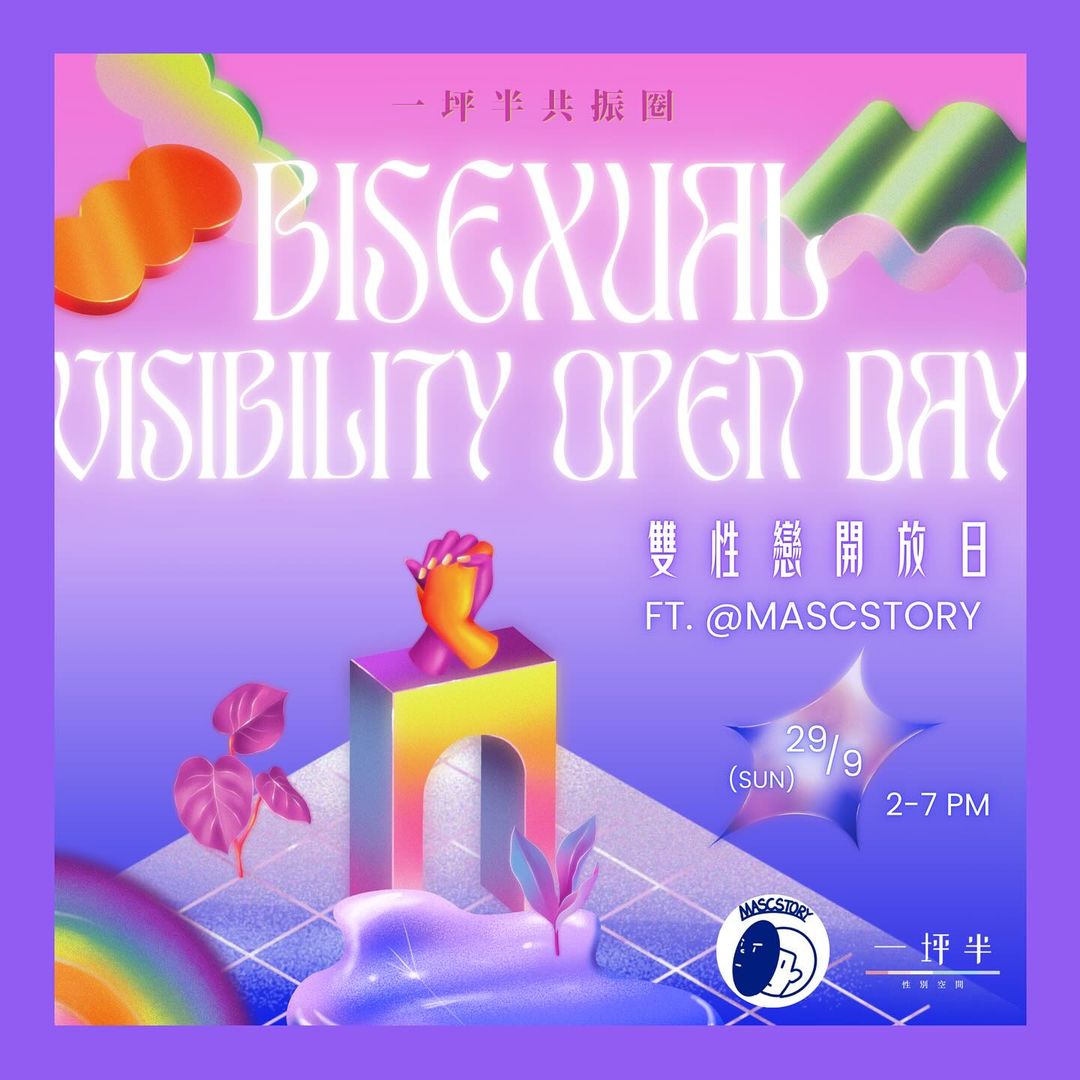 一坪半共振圈
BISEXUAL
VISIBILITY OPEN DAY
雙性戀開放日
FT. @MASCSTORY
29/9
(SUN)
2-7 PM
MASCSTORY
一坪半
性別空間